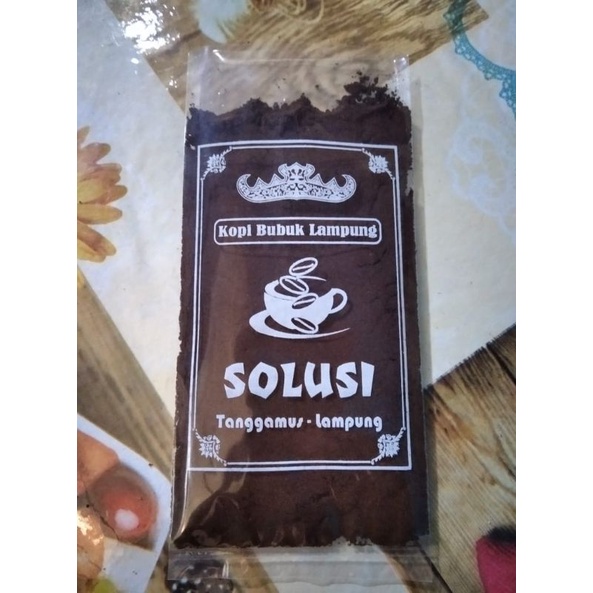 Kopi Bubuk Lampung
SOLUSI
Tanggamus - Lampung